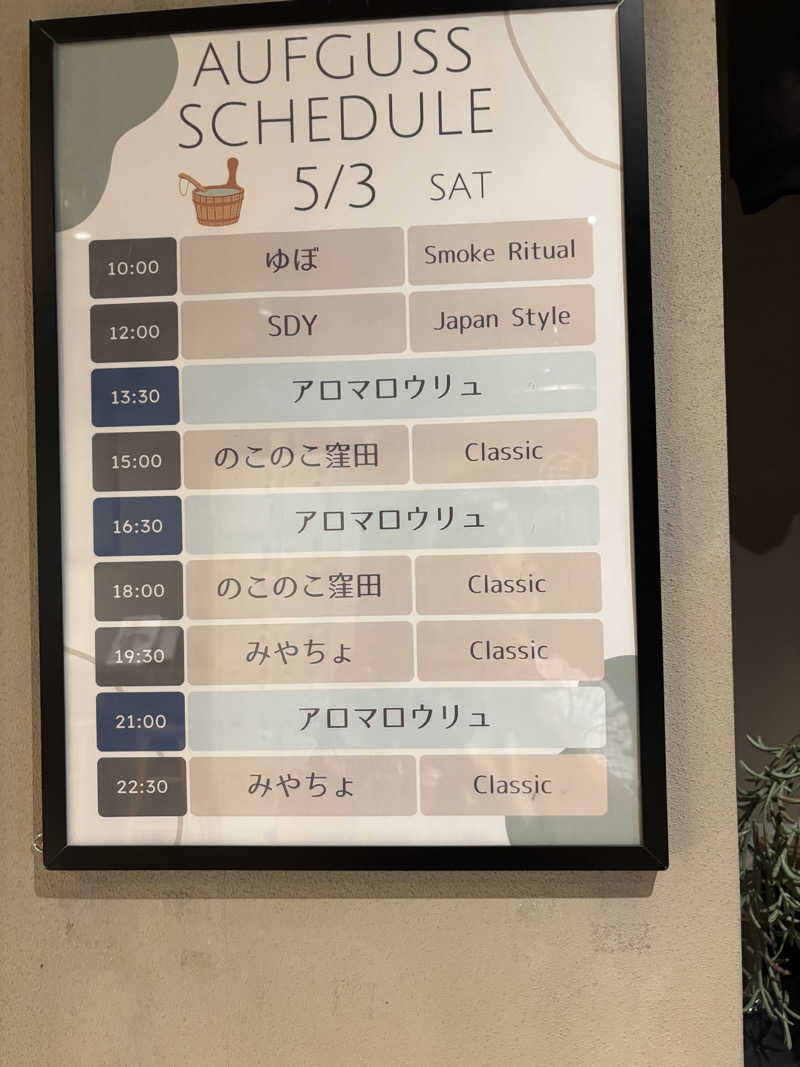 AUFGUSS
SCHEDULE
5/3 SAT
10:00 ゆぼ Smoke Ritual
12:00 SDY Japan Style
13:30 アロマロウリュ
15:00 のこのこ窪田 Classic
16:30 アロマロウリュ
18:00 のこのこ窪田 Classic
19:30 みやちょ Classic
21:00 アロマロウリュ
22:30 みやちょ Classic